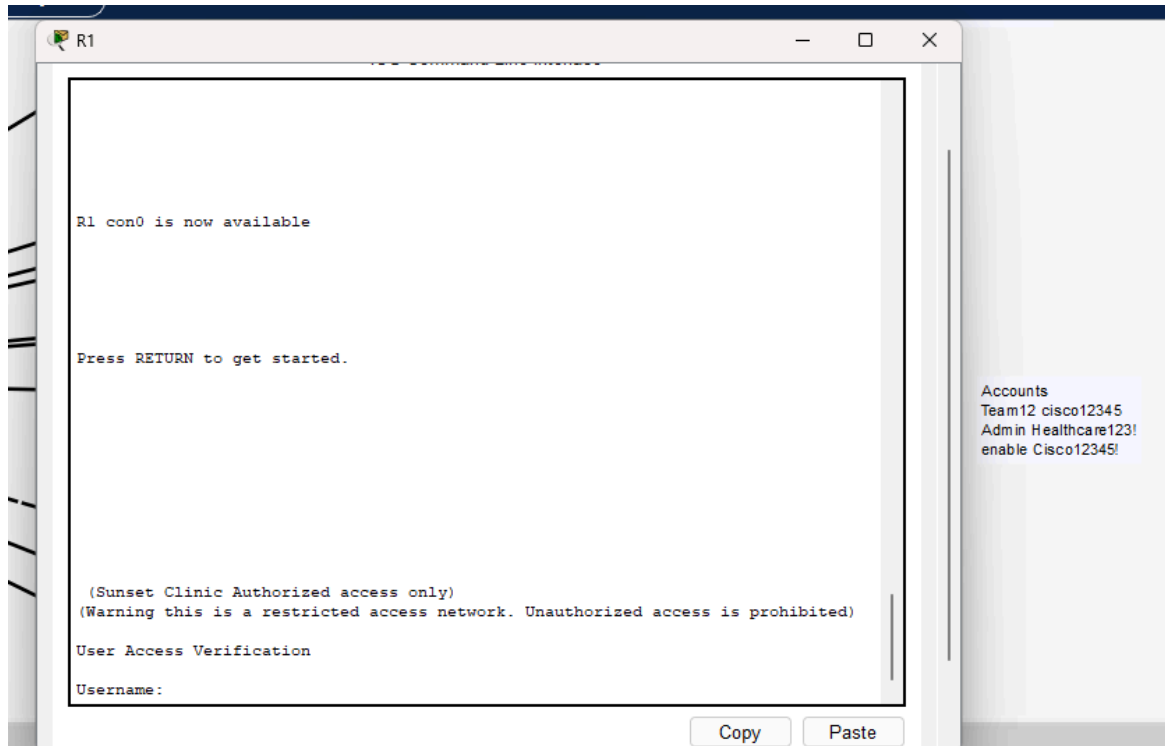 R1
R1 con0 is now available
Press RETURN to get started.
(Sunset Clinic Authorized access only)
(Warning this is a restricted access network. Unauthorized access is prohibited)
User Access Verification
Username:
Copy
Paste
Accounts
Team12 cisco12345
Admin Healthcare123!
enable Cisco12345!